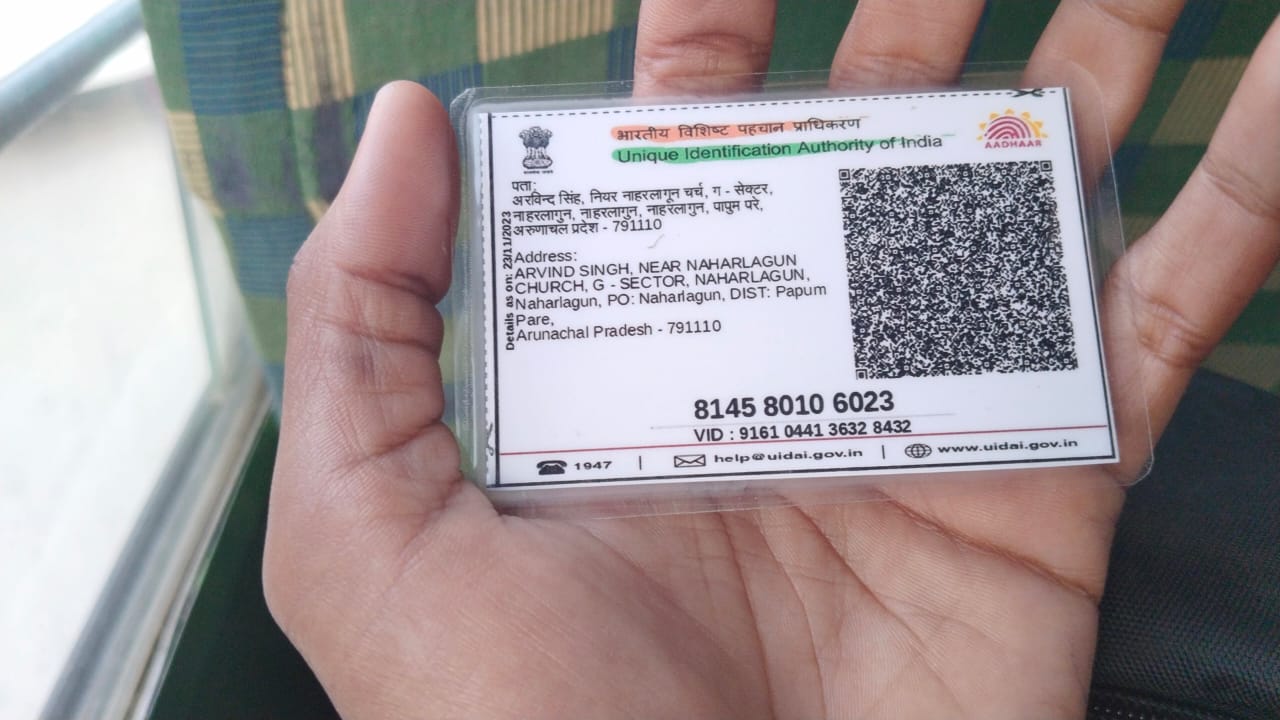 भारतीय विशिष्ट पहचान प्राधिकरण
Unique Identification Authority of India
AADHAAR
पता:
अरविन्द सिंह, नियर नाहरलागून चर्च, ग - सेक्टर,
नाहरलागुन, नाहरलागुन, नाहरलागुन, पापुम परे,
अरुणाचल प्रदेश - 791110
Details as on: 23/11/2023
Address:
ARVIND SINGH, NEAR NAHARLAGUN
CHURCH, G - SECTOR, NAHARLAGUN,
Naharlagun, PO: Naharlagun, DIST: Papum
Pare,
Arunachal Pradesh - 791110
8145 8010 6023
VID : 9161 0441 3632 8432
1947 | help@uidai.gov.in | www.uidai.gov.in